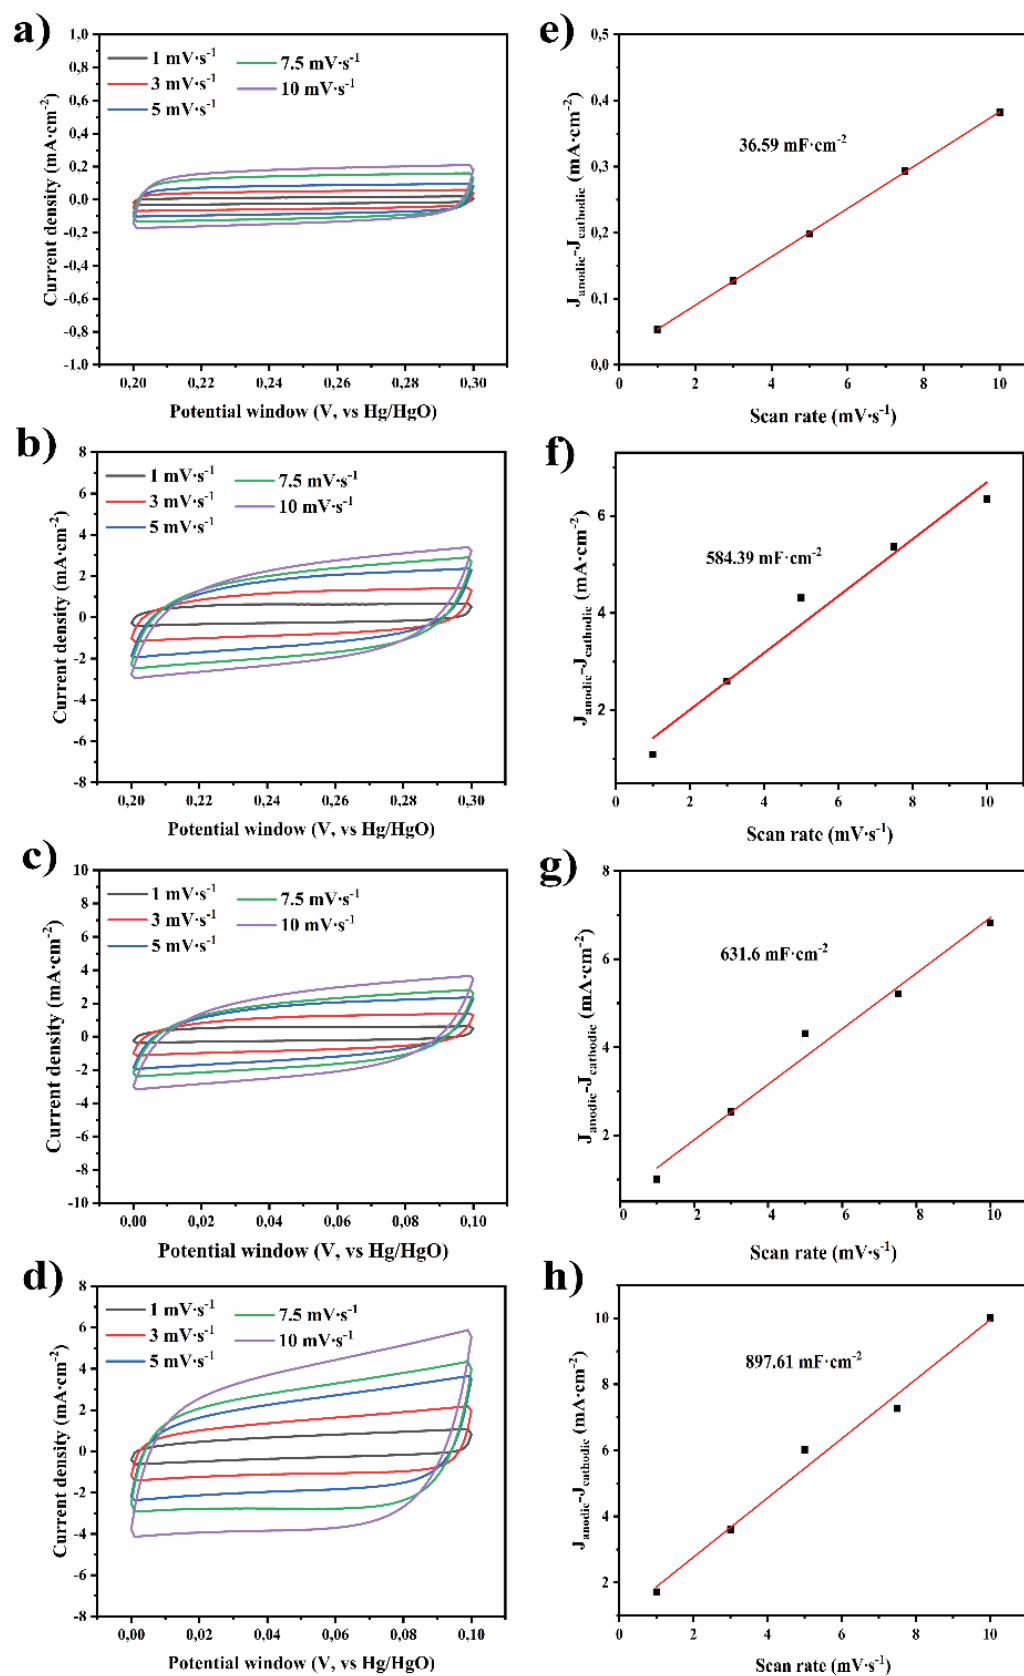 a)
1,0
0,8
0,6
0,4
0,2
0,0
-0,2
-0,4
-0,6
-0,8
-1,0
Current density (mA·cm-2)
1 mV·s-1
3 mV·s-1
5 mV·s-1
7.5 mV·s-1
10 mV·s-1
0,20 0,22 0,24 0,26 0,28 0,30
Potential window (V, vs Hg/HgO)
e)
0,5
0,4
0,3
0,2
0,1
0,0
Janodic-Jcathodic (mA·cm-2)
36.59 mF·cm-2
0 2 4 6 8 10
Scan rate (mV·s-1)
b)
8
6
4
2
0
-2
-4
-6
-8
Current density (mA·cm-2)
1 mV·s-1
3 mV·s-1
5 mV·s-1
7.5 mV·s-1
10 mV·s-1
0,20 0,22 0,24 0,26 0,28 0,30
Potential window (V, vs Hg/HgO)
f)
6
4
2
Janodic-Jcathodic (mA·cm-2)
584.39 mF·cm-2
0 2 4 6 8 10
Scan rate (mV·s-1)
c)
10
8
6
4
2
0
-2
-4
-6
-8
-10
Current density (mA·cm-2)
1 mV·s-1
3 mV·s-1
5 mV·s-1
7.5 mV·s-1
10 mV·s-1
0,00 0,02 0,04 0,06 0,08 0,10
Potential window (V, vs Hg/HgO)
g)
8
6
4
2
Janodic-Jcathodic (mA·cm-2)
631.6 mF·cm-2
0 2 4 6 8 10
Scan rate (mV·s-1)
d)
8
6
4
2
0
-2
-4
-6
-8
Current density (mA·cm-2)
1 mV·s-1
3 mV·s-1
5 mV·s-1
7.5 mV·s-1
10 mV·s-1
0,00 0,02 0,04 0,06 0,08 0,10
Potential window (V, vs Hg/HgO)
h)
10
8
6
4
2
Janodic-Jcathodic (mA·cm-2)
897.61 mF·cm-2
0 2 4 6 8 10
Scan rate (mV·s-1)